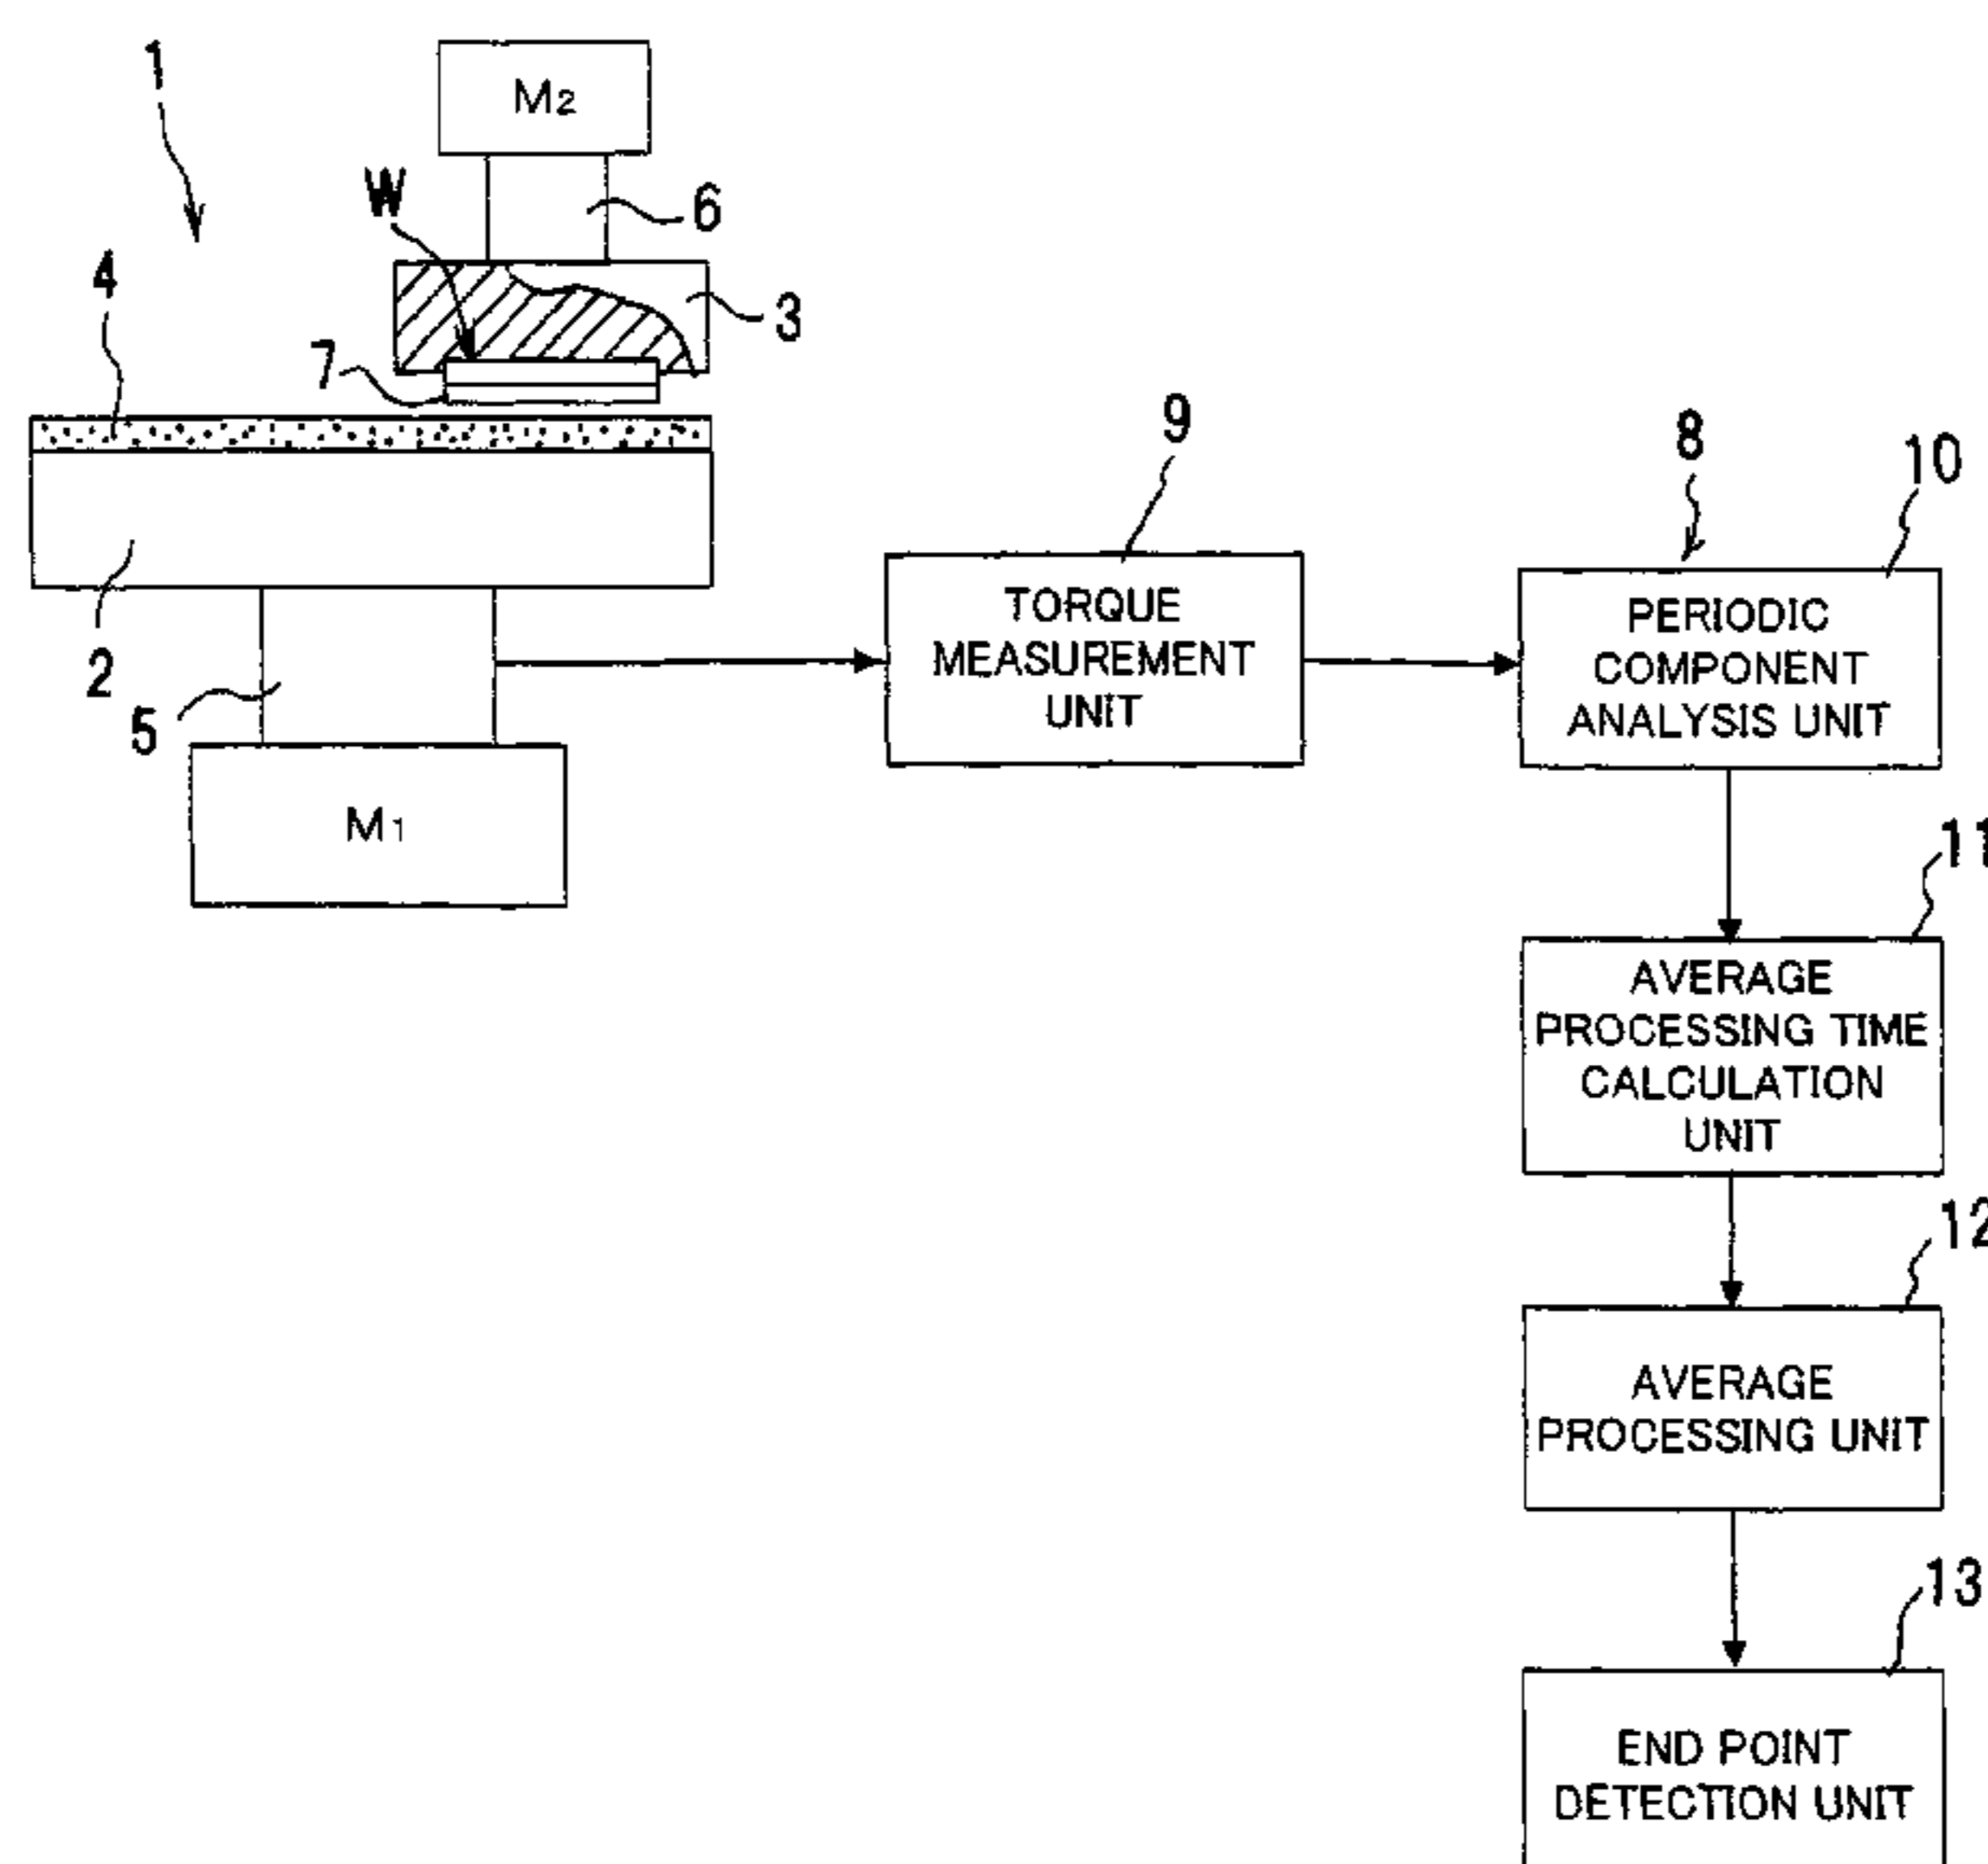 1
M2
W
6
4
3
7
9
8
10
TORQUE
MEASUREMENT
UNIT
PERIODIC
COMPONENT
ANALYSIS UNIT
2
5
M1
11
AVERAGE
PROCESSING TIME
CALCULATION
UNIT
12
AVERAGE
PROCESSING UNIT
13
END POINT
DETECTION UNIT